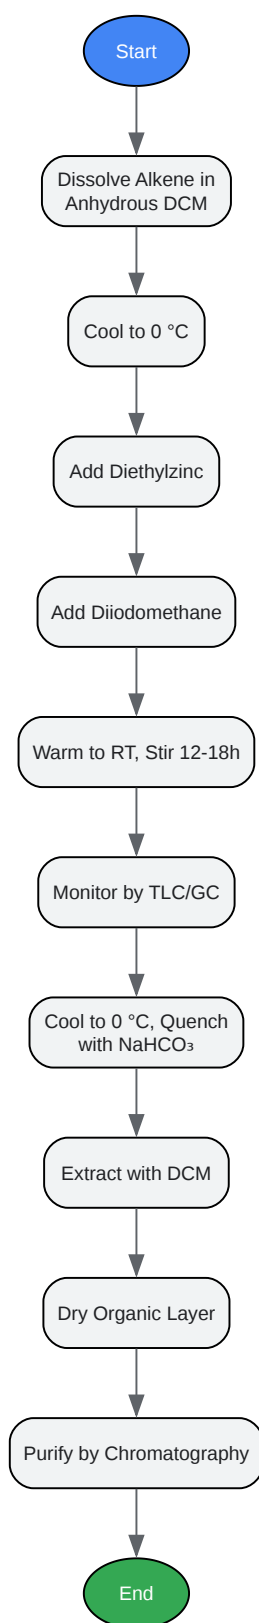 Start
Dissolve Alkene in
Anhydrous DCM
Cool to 0 °C
Add Diethylzinc
Add Diiodomethane
Warm to RT, Stir 12-18h
Monitor by TLC/GC
Cool to 0 °C, Quench
with NaHCO₃
Extract with DCM
Dry Organic Layer
Purify by Chromatography
End